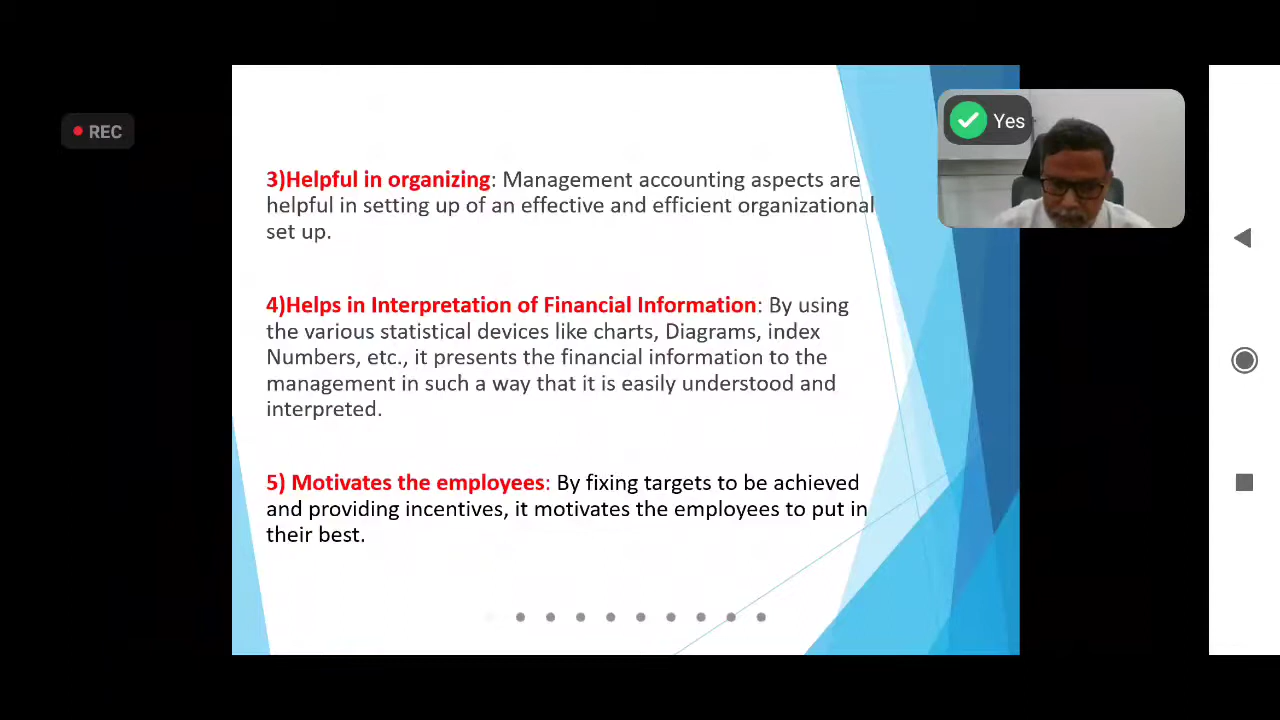 REC
Yes
3)Helpful in organizing: Management accounting aspects are
helpful in setting up of an effective and efficient organizational
set up.
4)Helps in Interpretation of Financial Information: By using
the various statistical devices like charts, Diagrams, index
Numbers, etc., it presents the financial information to the
management in such a way that it is easily understood and
interpreted.
5) Motivates the employees: By fixing targets to be achieved
and providing incentives, it motivates the employees to put in
their best.